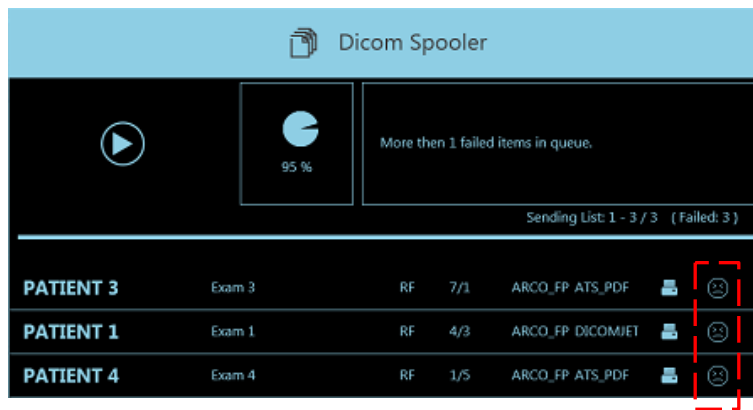 Dicom Spooler
95 %
More then 1 failed items in queue.
Sending List: 1 - 3 / 3 ( Failed: 3 )
PATIENT 3 Exam 3 RF 7/1 ARCO_FP ATS_PDF
PATIENT 1 Exam 1 RF 4/3 ARCO_FP DICOMJET
PATIENT 4 Exam 4 RF 1/5 ARCO_FP ATS_PDF